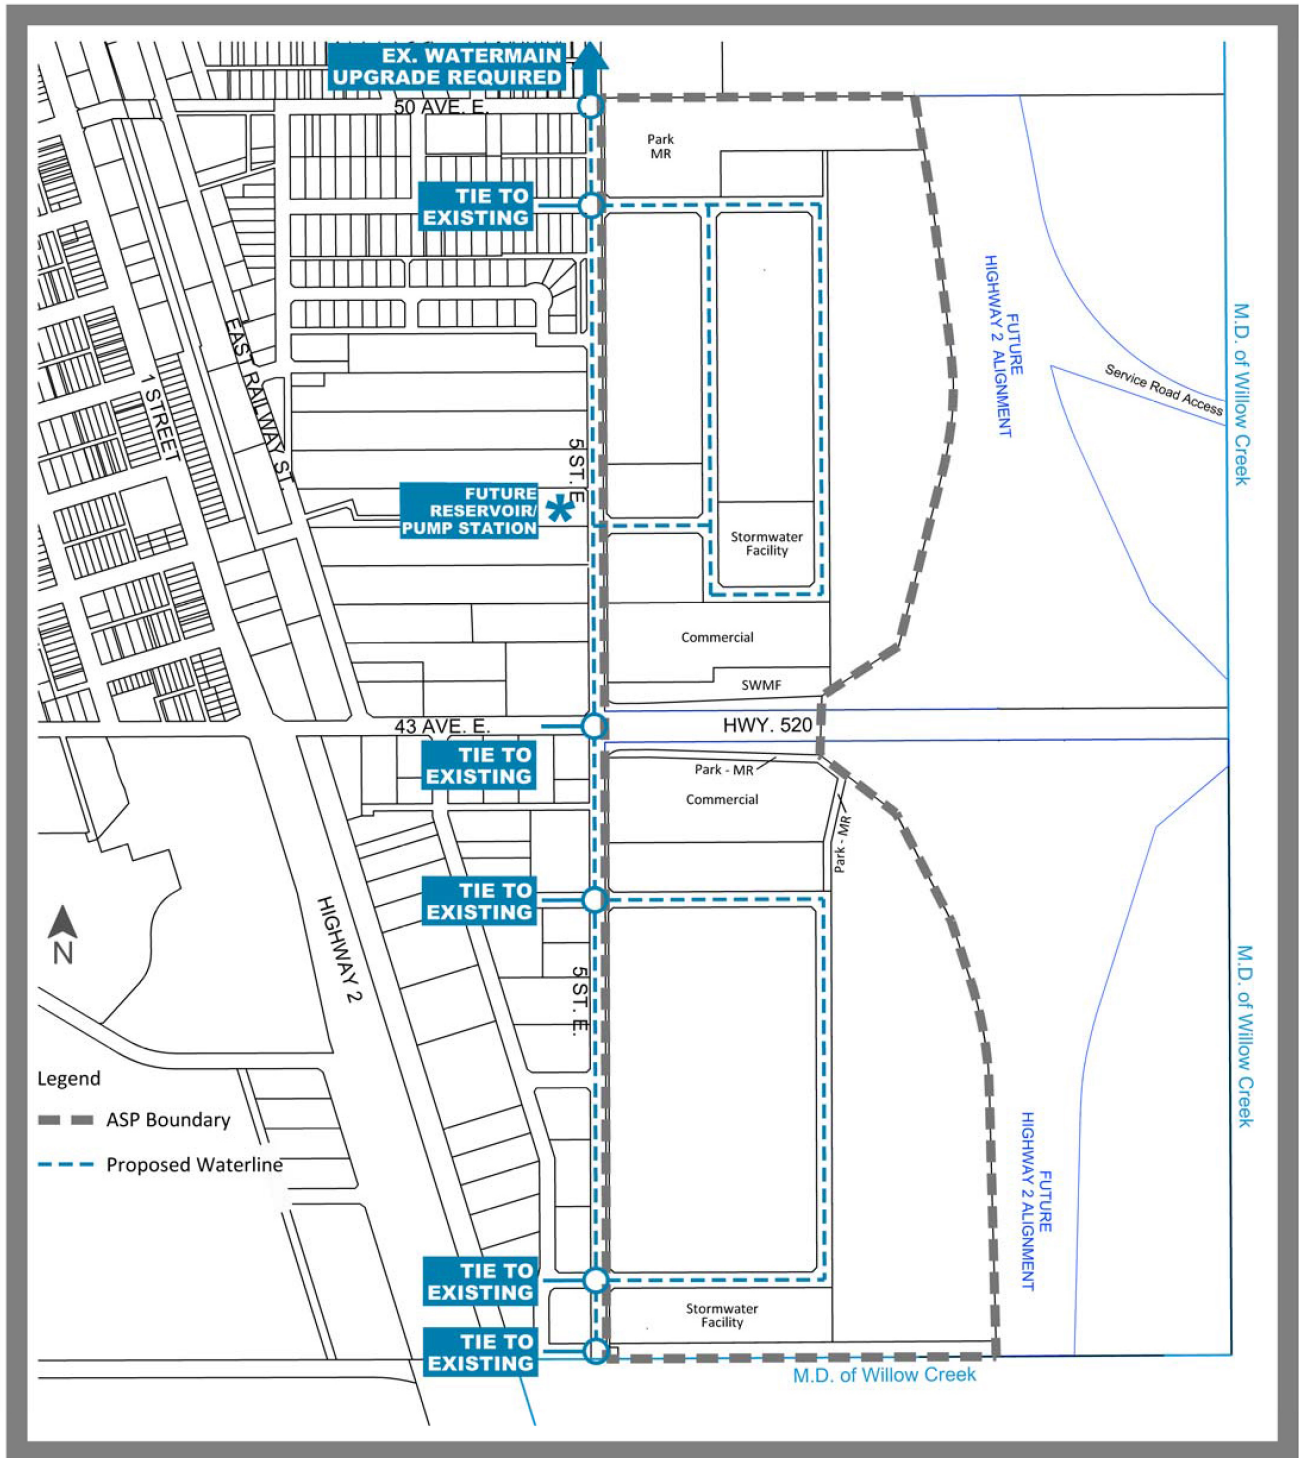 EX. WATERMAIN
UPGRADE REQUIRED
50 AVE. E.
Park
MR
TIE TO
EXISTING
FUTURE
HIGHWAY 2 ALIGNMENT
M.D. of Willow Creek
Service Road Access
EAST RAILWAY ST.
1 STREET
5 ST. E.
FUTURE
RESERVOIR/
PUMP STATION
*
Stormwater
Facility
Commercial
SWMF
43 AVE. E.
HWY. 520
TIE TO
EXISTING
Park - MR
Commercial
Park - MR
TIE TO
EXISTING
HIGHWAY 2
5 ST. E.
N
M.D. of Willow Creek
Legend
ASP Boundary
Proposed Waterline
FUTURE
HIGHWAY 2 ALIGNMENT
TIE TO
EXISTING
Stormwater
Facility
TIE TO
EXISTING
M.D. of Willow Creek